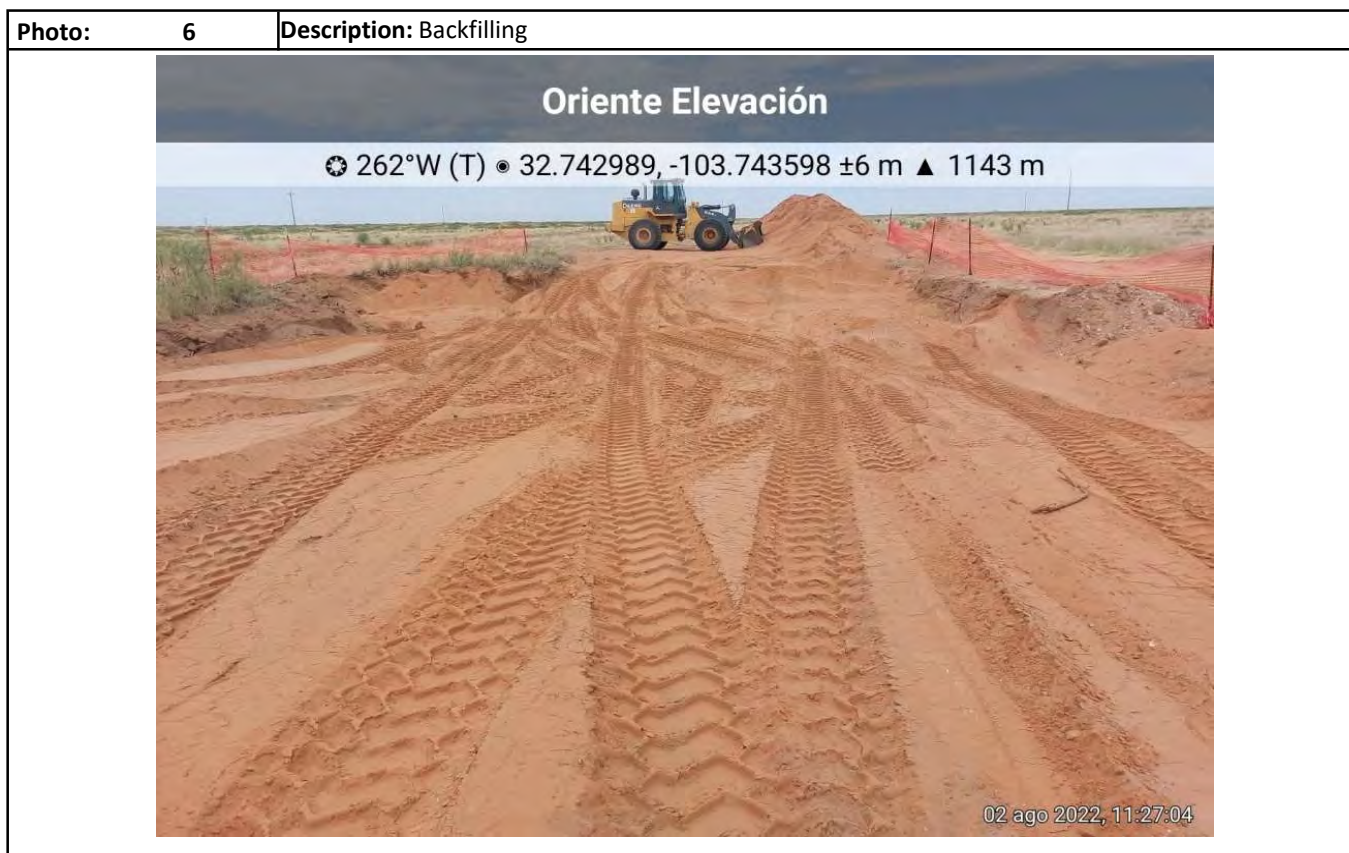 Photo: 6 Description: Backfilling
Oriente Elevación
262°W (T) ◉ 32.742989, -103.743598 ±6 m ▲ 1143 m
DEERE
02 ago 2022, 11:27:04